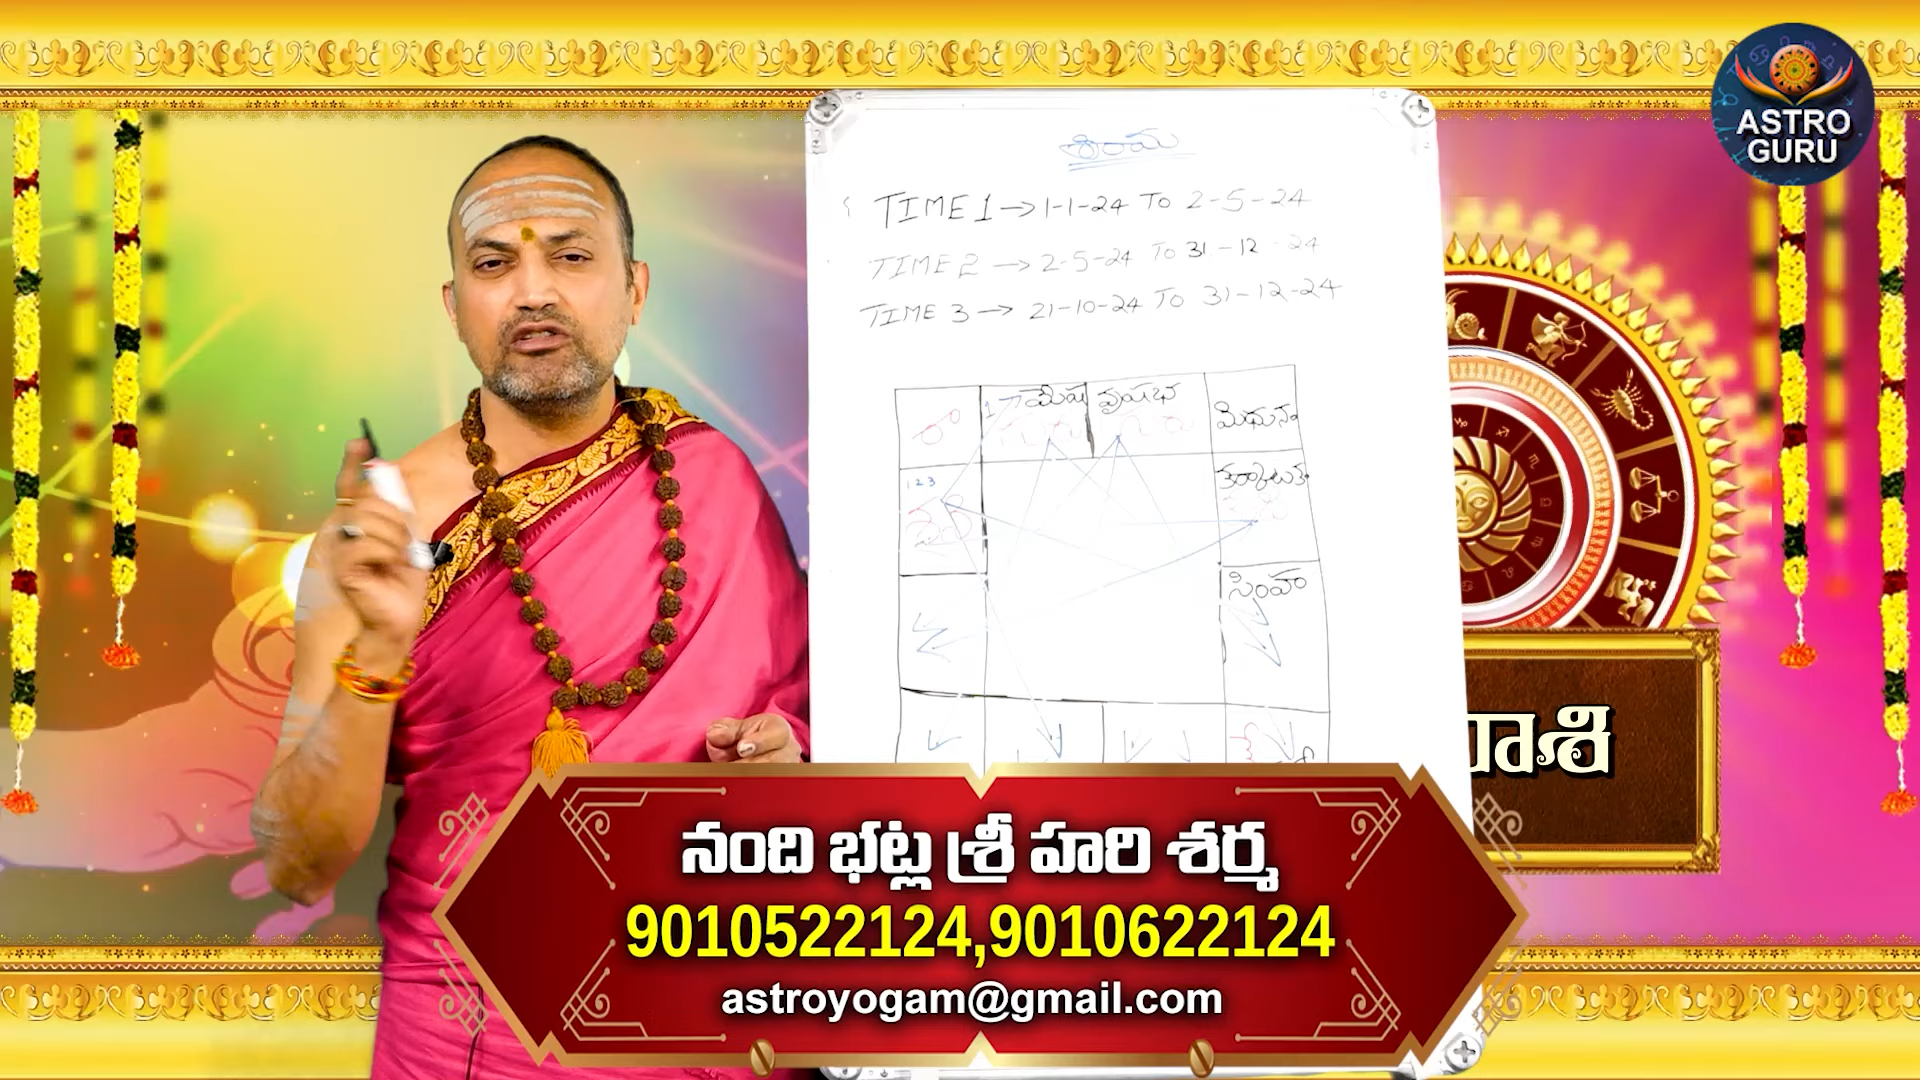 ASTRO
GURU
శ్రీరామ
TIME 1 → 1-1-24 To 2-5-24
TIME 2 → 2-5-24 To 31-12-24
TIME 3 → 21-10-24 To 31-12-24
రా
1
మేష
వృషభ
మిథునం
123
కర్కాటకం
సింహ
రాశి
నంది భట్ల శ్రీ హరి శర్మ
9010522124,9010622124
astroyogam@gmail.com